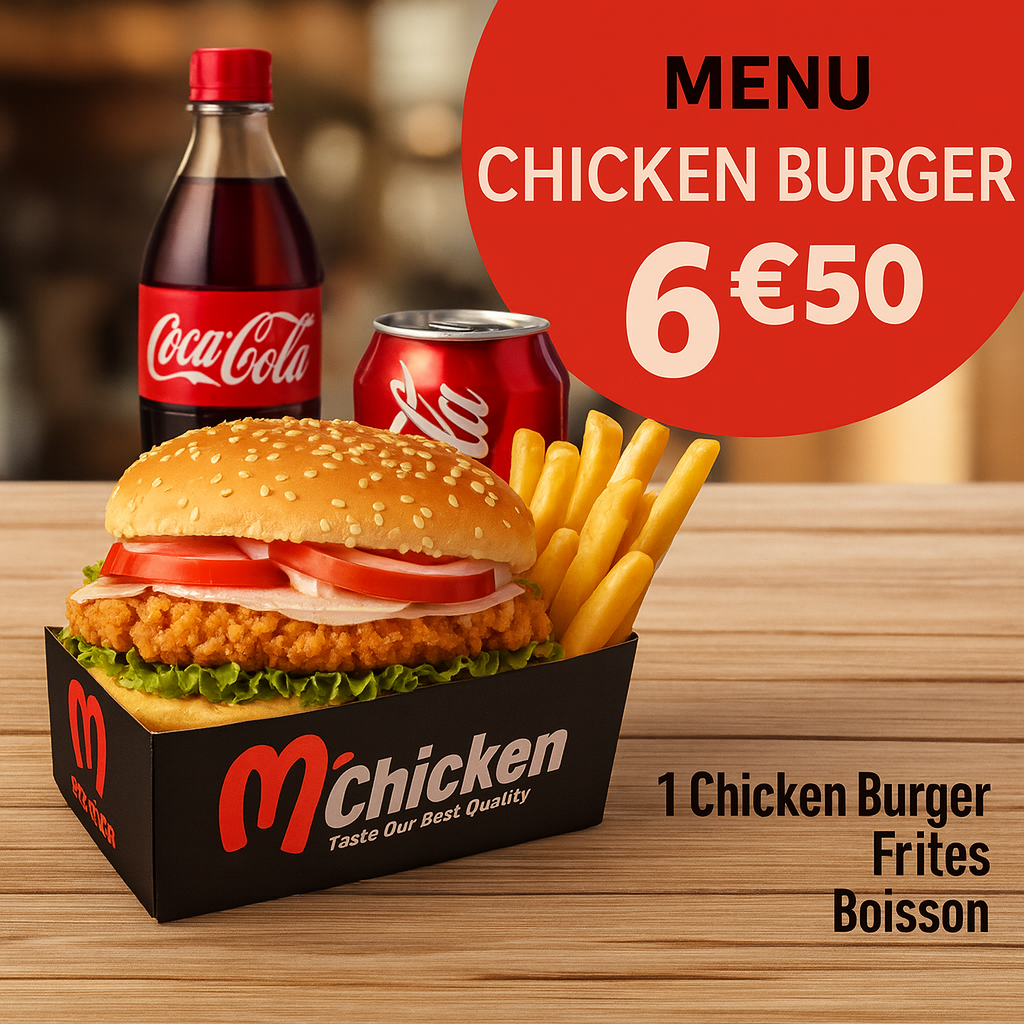 MENU
CHICKEN BURGER
6€50
Coca-Cola
M'Chicken
Taste Our Best Quality
1 Chicken Burger
Frites
Boisson